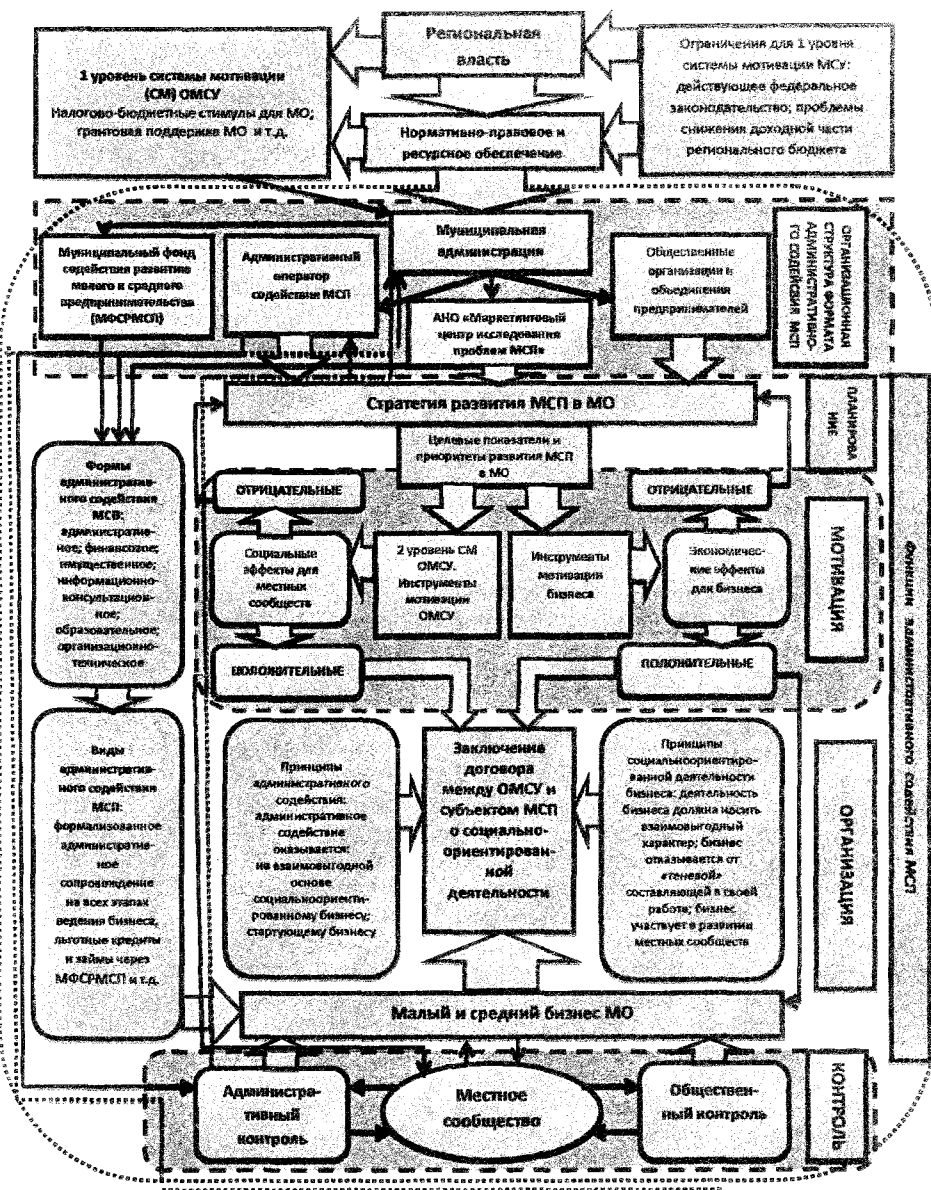 Региональная
власть
1 уровень системы мотивации
(СМ) ОМСУ
Налогово-бюджетные стимулы для МО;
грантовая поддержка МО и т.д.
Ограничения для 1 уровня
системы мотивации МСУ:
действующее федеральное
законодательство; проблемы
снижения доходной части
регионального бюджета
Нормативно-правовое и
ресурсное обеспечение
Муниципальная
администрация
Муниципальный фонд
содействия развитию
малого и среднего
предпринимательства
(МФСРМСП)
Административный
оператор
содействия МСП
Общественные
организации и
объединения
предпринимателей
АНО «Маркетинговый
центр исследования
проблем МСП»
ОРГАНИЗАЦИОННАЯ
СТРУКТУРА ФОРМАТА
АДМИНИСТРАТИВНО-
ГО СОДЕЙСТВИЯ МСП
Стратегия развития МСП в МО
ПЛАНИРОВА
НИЕ
Целевые показатели и
приоритеты развития МСП
в МО
Формы
административ-
ного содействия
МСВ:
административ-
ное; финансовое;
имущественное;
информационно-
консультацион-
ное;
образовательное;
организационно-
техническое
ОТРИЦАТЕЛЬНЫЕ
ОТРИЦАТЕЛЬНЫЕ
Социальные
эффекты для
местных
сообществ
2 уровень СМ
ОМСУ.
Инструменты
мотивации
ОМСУ
Инструменты
мотивации
бизнеса
Экономичес-
кие эффекты
для бизнеса
ПОЛОЖИТЕЛЬНЫЕ
ПОЛОЖИТЕЛЬНЫЕ
МОТИВАЦИЯ
Функции административного содействия МСП
Виды
административ-
ного содействия
МСП:
формализованное
административ-
ное
сопровождение
на всех этапах
ведения бизнеса,
льготные кредиты
и займы через
МФСРМСП и т.д.
Принципы
административного
содействия:
административное
содействие
оказывается:
на взаимовыгодной
основе
социальноориенти-
рованному бизнесу;
стартующему бизнесу
Заключение
договора
между ОМСУ и
субъектом МСП
о социально-
ориентирован-
ной
деятельности
Принципы
социальноориентиро-
ванной деятельности
бизнеса: деятельность
бизнеса должна носить
взаимовыгодный
характер; бизнес
отказывается от
«теневой»
составляющей в своей
работе; бизнес
участвует в развитии
местных сообществ
ОРГАНИЗАЦИЯ
Малый и средний бизнес МО
Администра-
тивный
контроль
Местное
сообщество
Обществен-
ный контроль
КОНТРОЛЬ